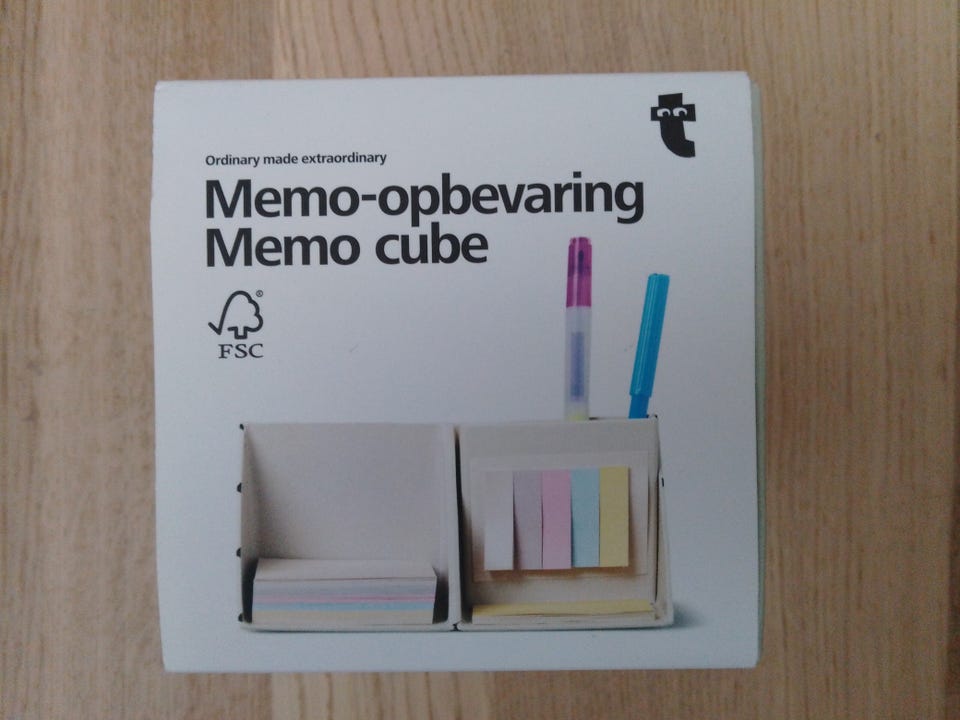 Ordinary made extraordinary
Memo-opbevaring
Memo cube
®
FSC